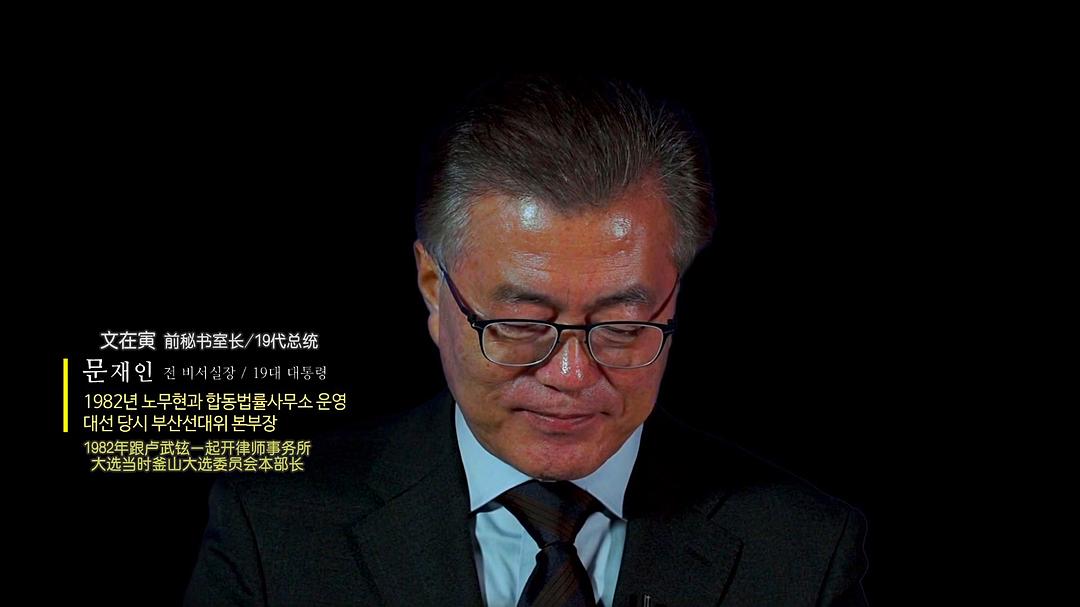 文在寅 前秘书室长/19代总统
문재인 전 비서실장 / 19대 대통령
1982년 노무현과 합동법률사무소 운영
대선 당시 부산선대위 본부장
1982年跟卢武铉一起开律师事务所
大选当时釜山大选委员会本部长